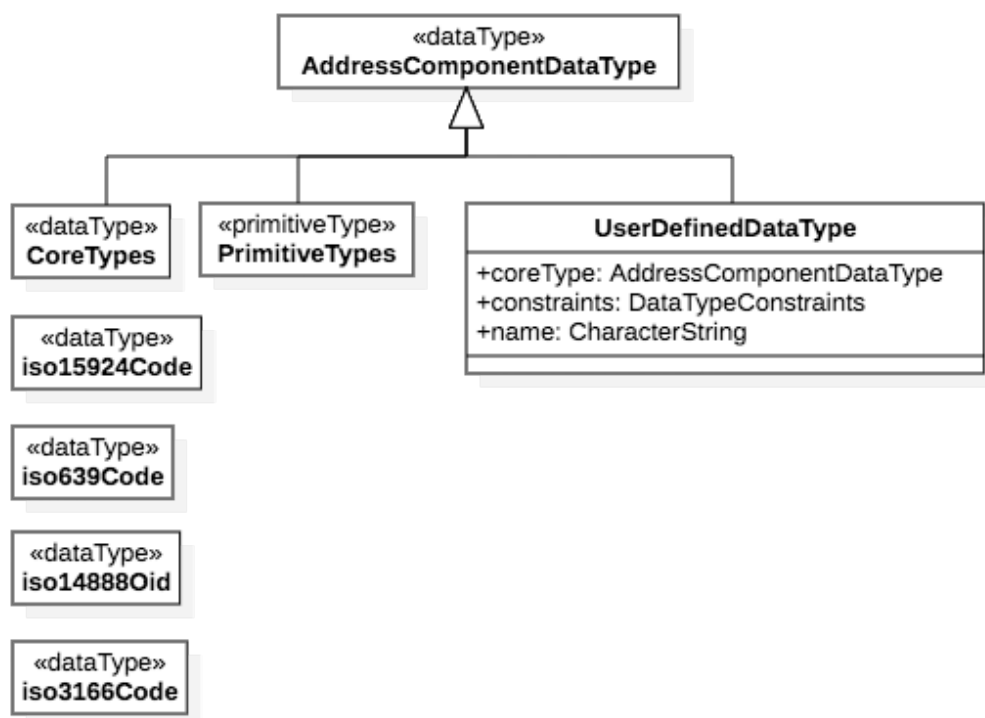 «dataType»
AddressComponentDataType
«dataType»
CoreTypes
«primitiveType»
PrimitiveTypes
UserDefinedDataType
+coreType: AddressComponentDataType
+constraints: DataTypeConstraints
+name: CharacterString
«dataType»
iso15924Code
«dataType»
iso639Code
«dataType»
iso14888Oid
«dataType»
iso3166Code